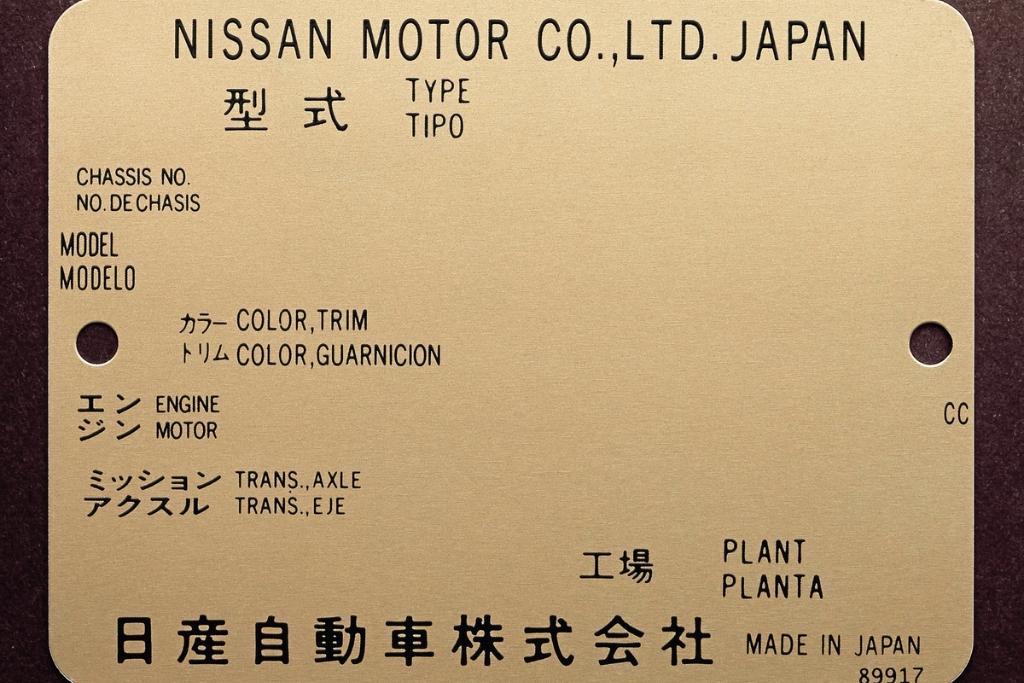 NISSAN MOTOR CO.,LTD. JAPAN
型式 TYPE
TIPO
CHASSIS NO.
NO. DE CHASIS
MODEL
MODELO
カラー COLOR,TRIM
トリム COLOR,GUARNICION
エン ENGINE
ジン MOTOR
CC
ミッション TRANS.,AXLE
アクスル TRANS.,EJE
工場 PLANT
PLANTA
日産自動車株式会社 MADE IN JAPAN
89917